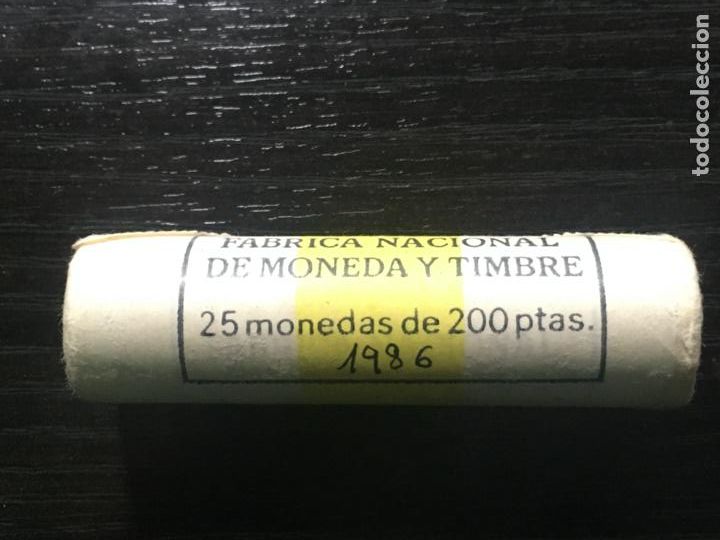 FABRICA NACIONAL
DE MONEDA Y TIMBRE
25 monedas de 200 ptas.
1986
todocoleccion